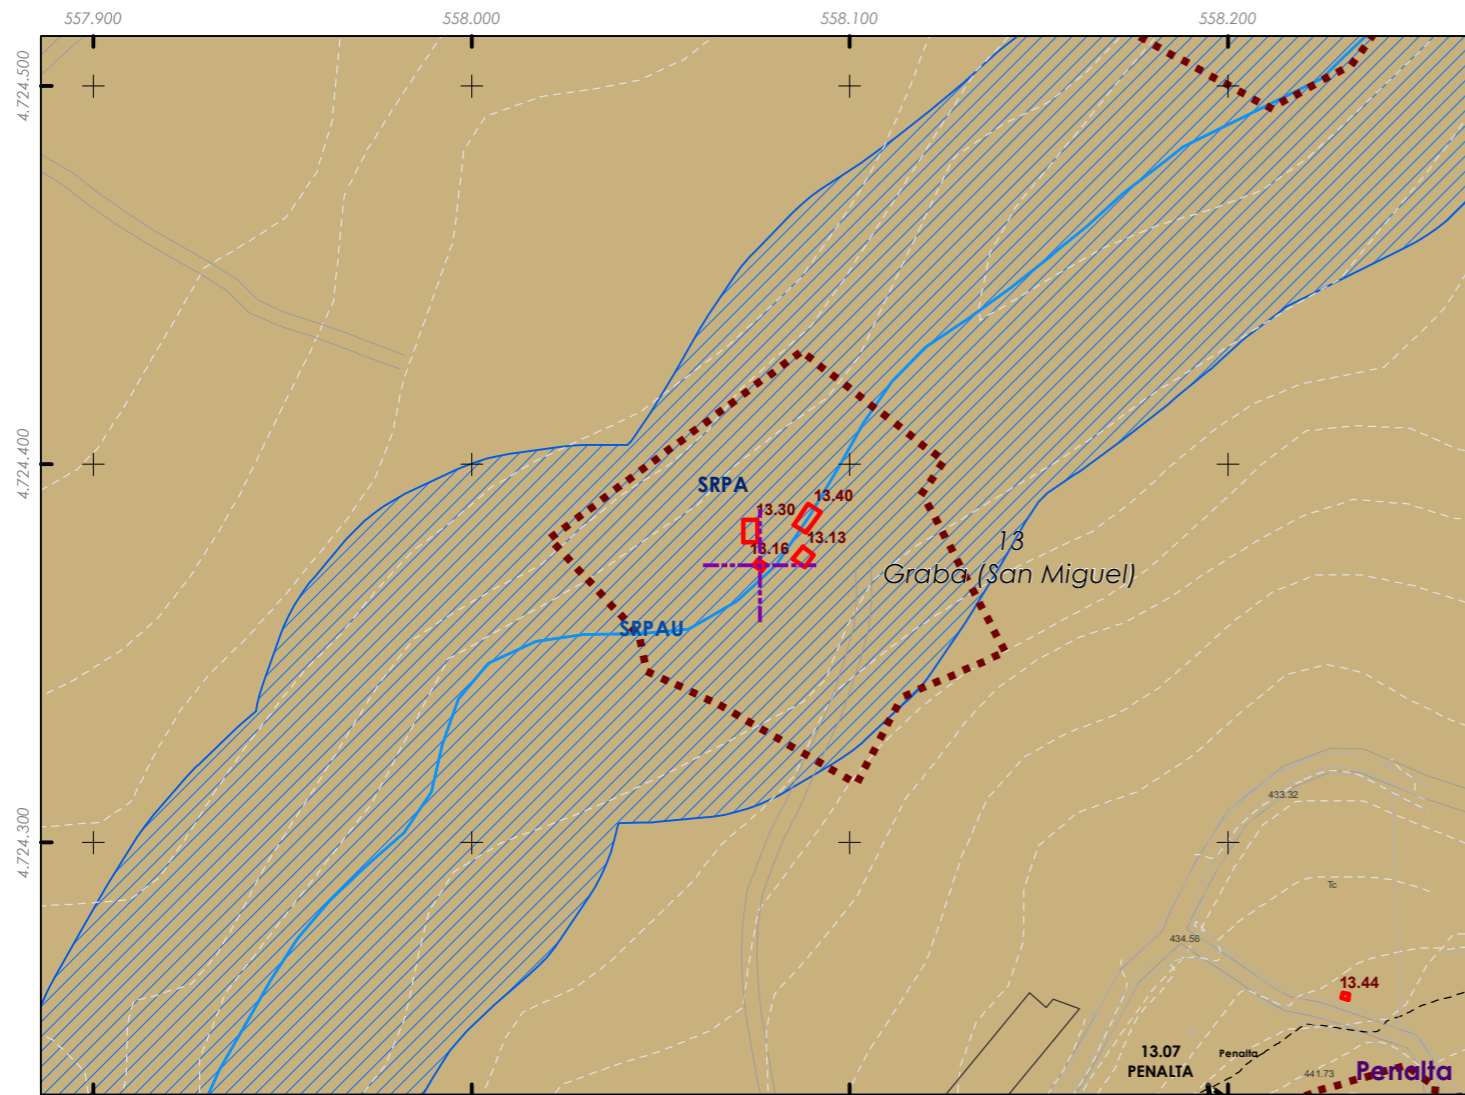 557.900
558.000
558.100
558.200
4.724.500
4.724.400
4.724.300
SRPA
13.40
13.30
13.13
13.16
13
Graba (San Miguel)
SRPAU
433.32
Tc
434.56
13.44
13.07
PENALTA
Penalta
441.73
Penalta